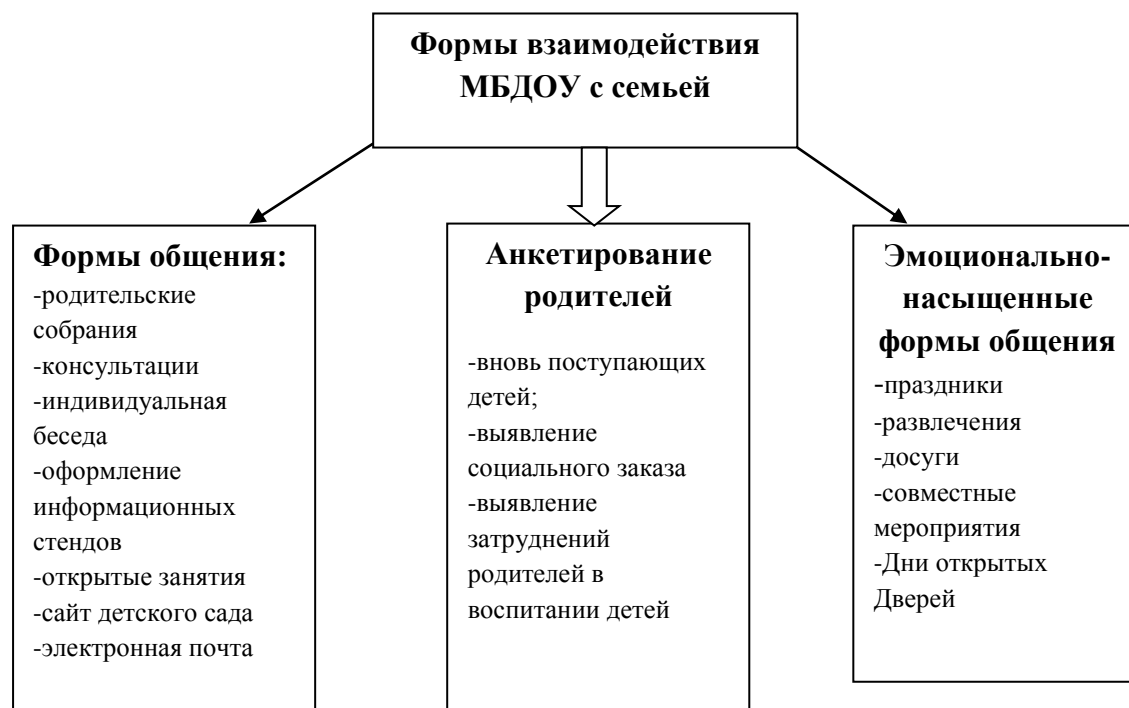 Формы взаимодействия
МБДОУ с семьей
Формы общения:
-родительские
собрания
-консультации
-индивидуальная
беседа
-оформление
информационных
стендов
-открытые занятия
-сайт детского сада
-электронная почта
Анкетирование
родителей
-вновь поступающих
детей;
-выявление
социального заказа
-выявление
затруднений
родителей в
воспитании детей
Эмоционально-
насыщенные
формы общения
-праздники
-развлечения
-досуги
-совместные
мероприятия
-Дни открытых
Дверей